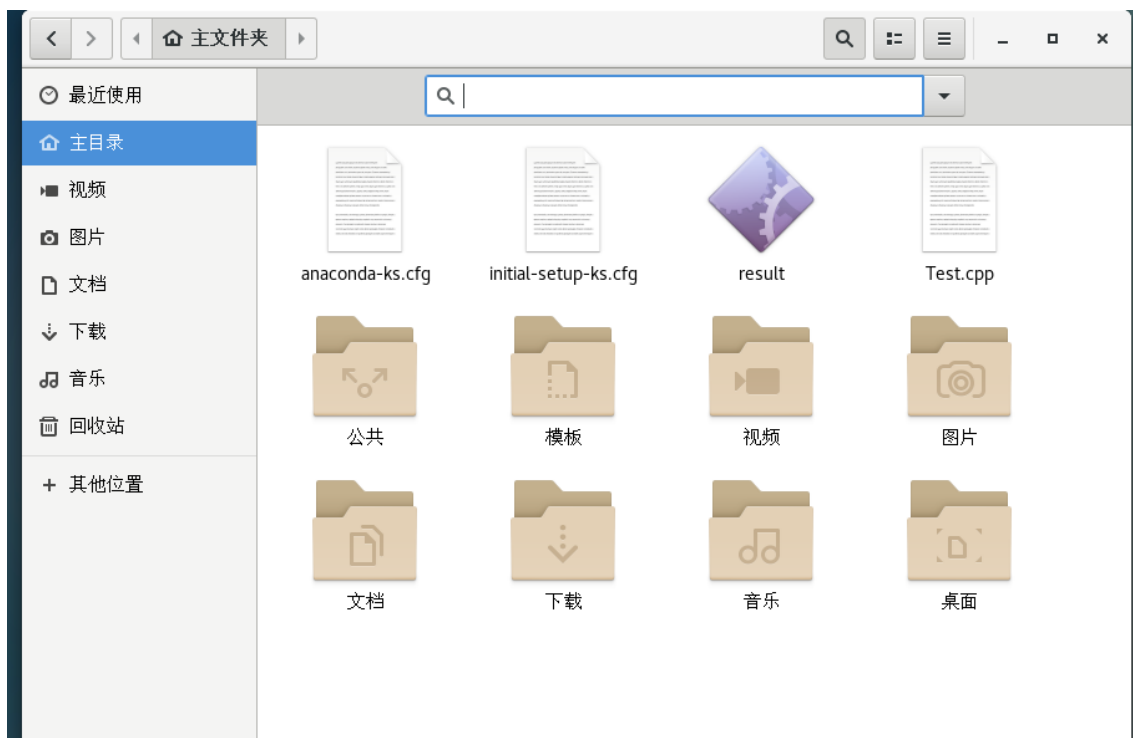 主文件夹
最近使用
主目录
视频
图片
文档
下载
音乐
回收站
+ 其他位置
anaconda-ks.cfg
initial-setup-ks.cfg
result
Test.cpp
公共
模板
视频
图片
文档
下载
音乐
桌面